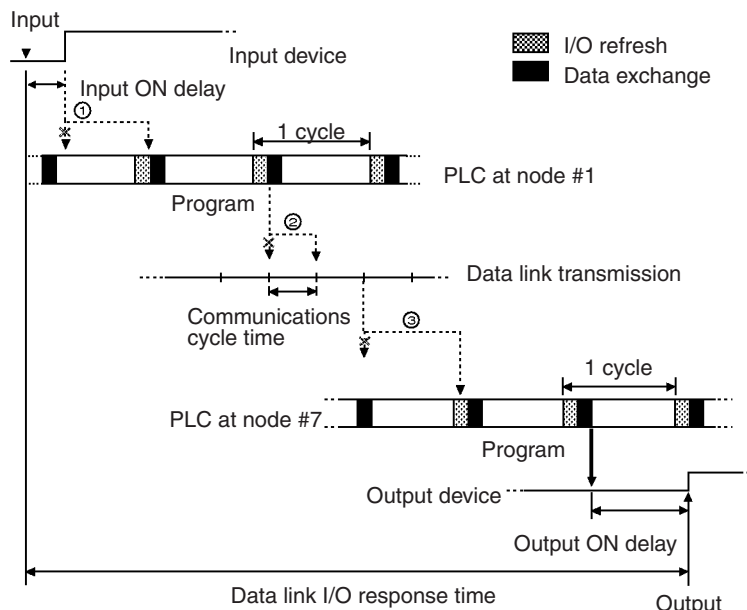 Input
Input device
I/O refresh
Data exchange
Input ON delay
①
1 cycle
PLC at node #1
Program
②
Data link transmission
Communications
cycle time
③
1 cycle
PLC at node #7
Program
Output device
Output ON delay
Data link I/O response time
Output